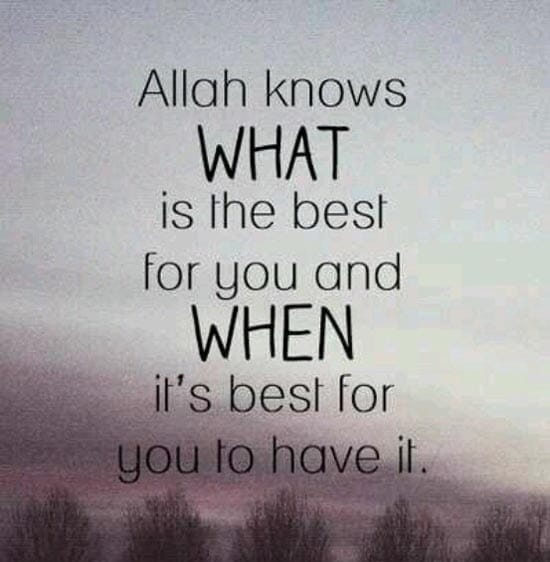 Allah knows
WHAT
is the best
for you and
WHEN
it's best for
you to have it.